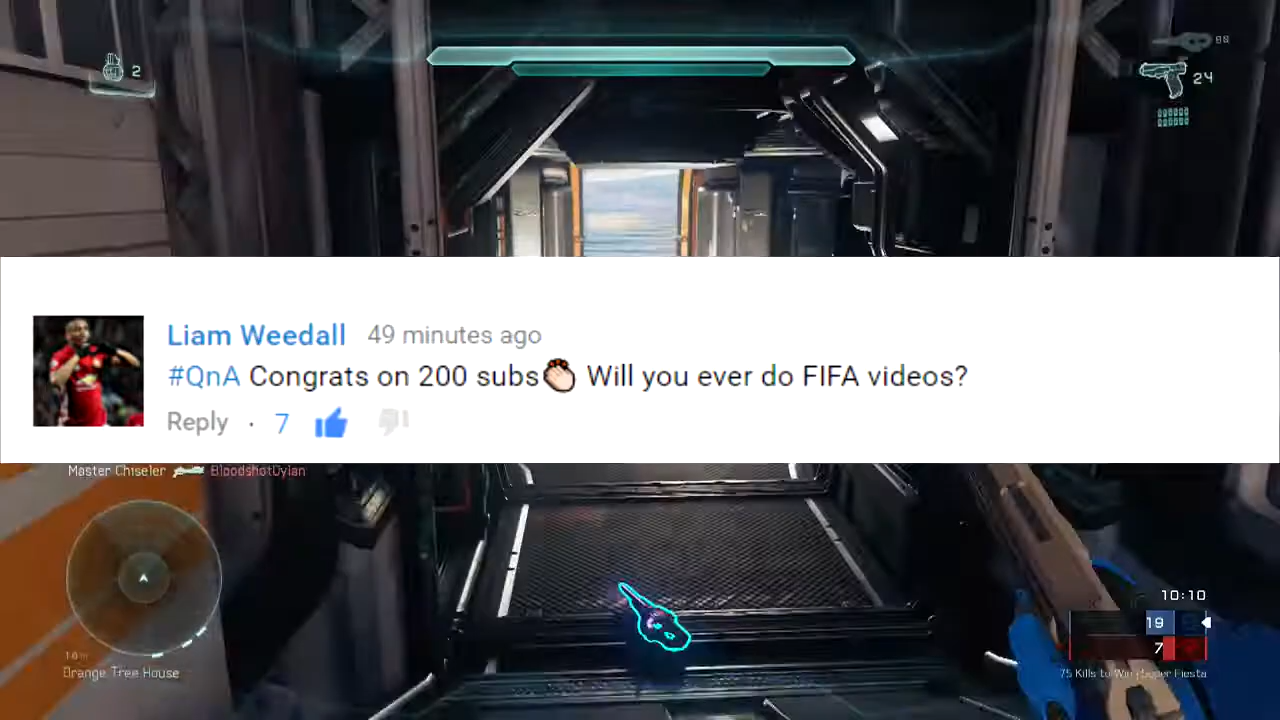 2
88
24
Liam Weedall 49 minutes ago
#QnA Congrats on 200 subs👏 Will you ever do FIFA videos?
Reply · 7
Master Chiseler BloodshotDylan
10:10
19
7
Orange Tree House
75 Kills to Win | Super Fiesta